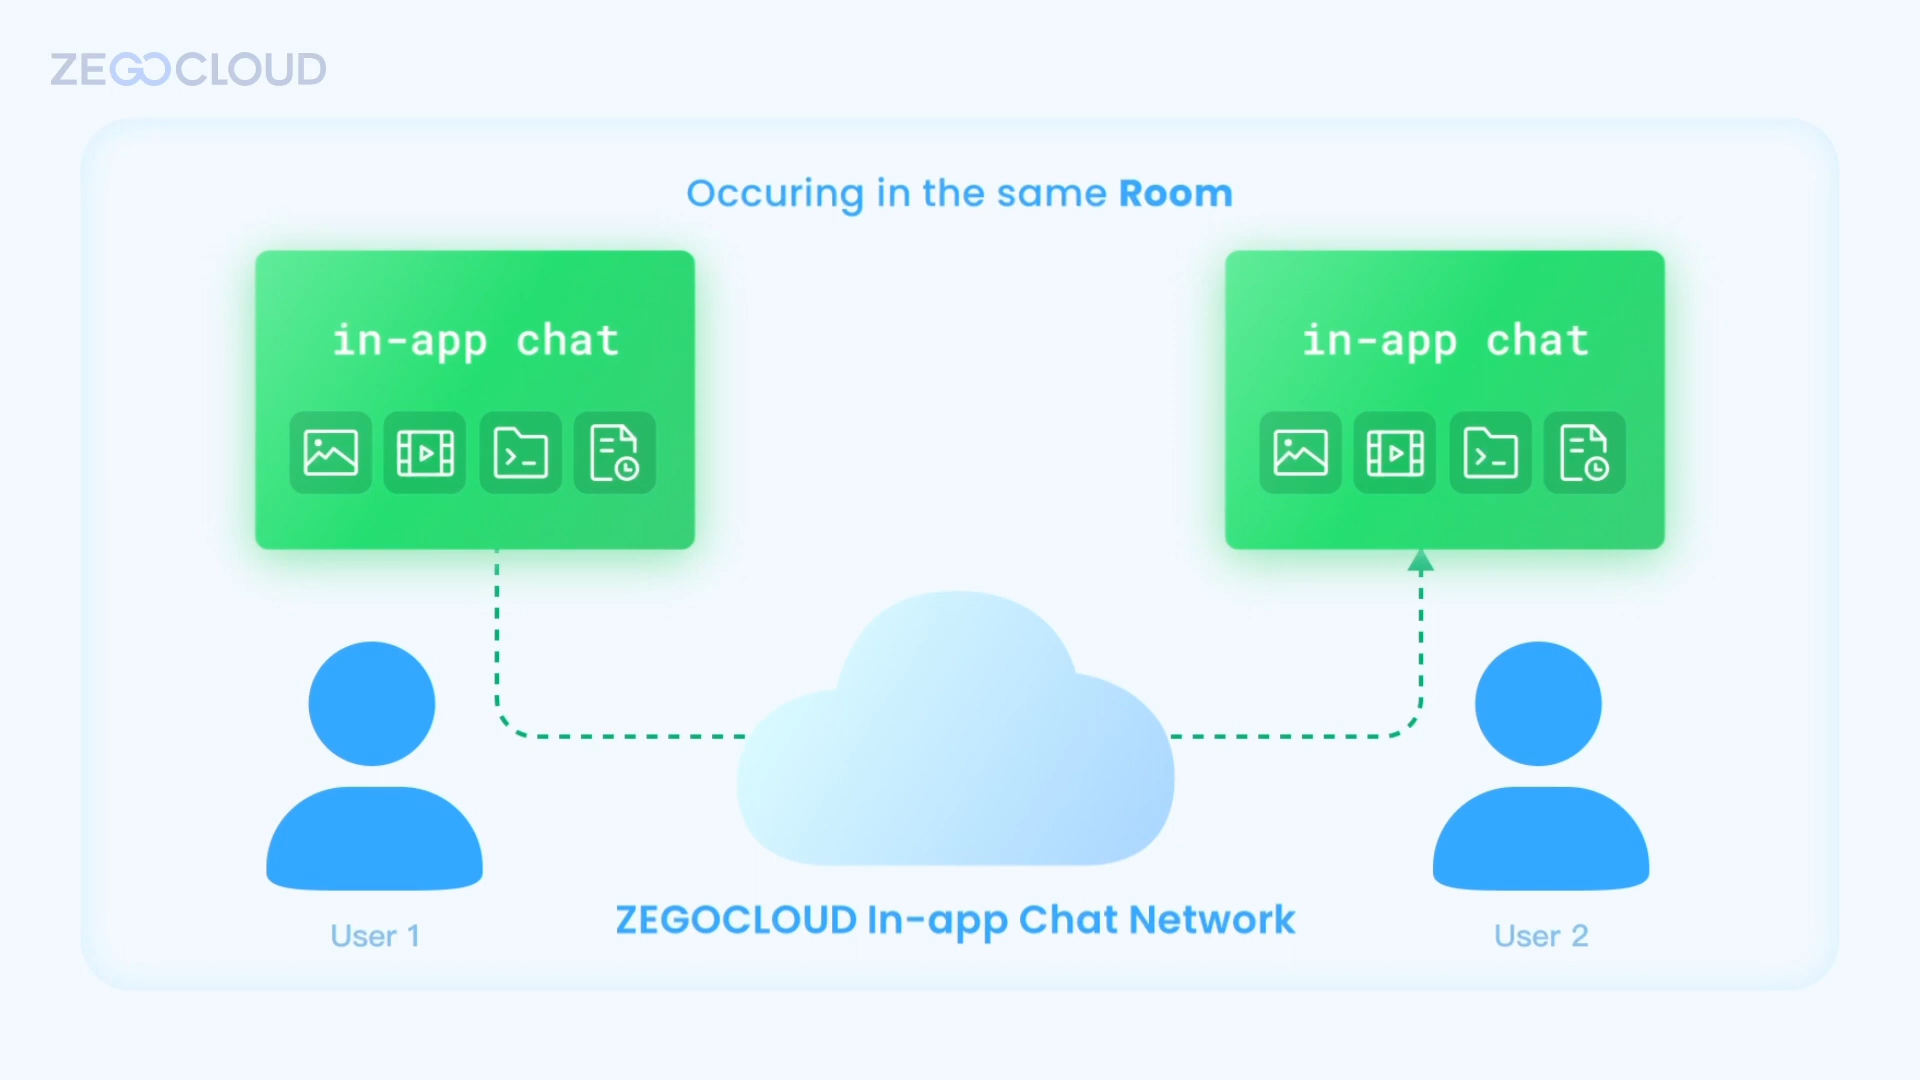 ZEGOCLOUD
Occuring in the same Room
in-app chat
in-app chat
ZEGOCLOUD In-app Chat Network
User 1
User 2